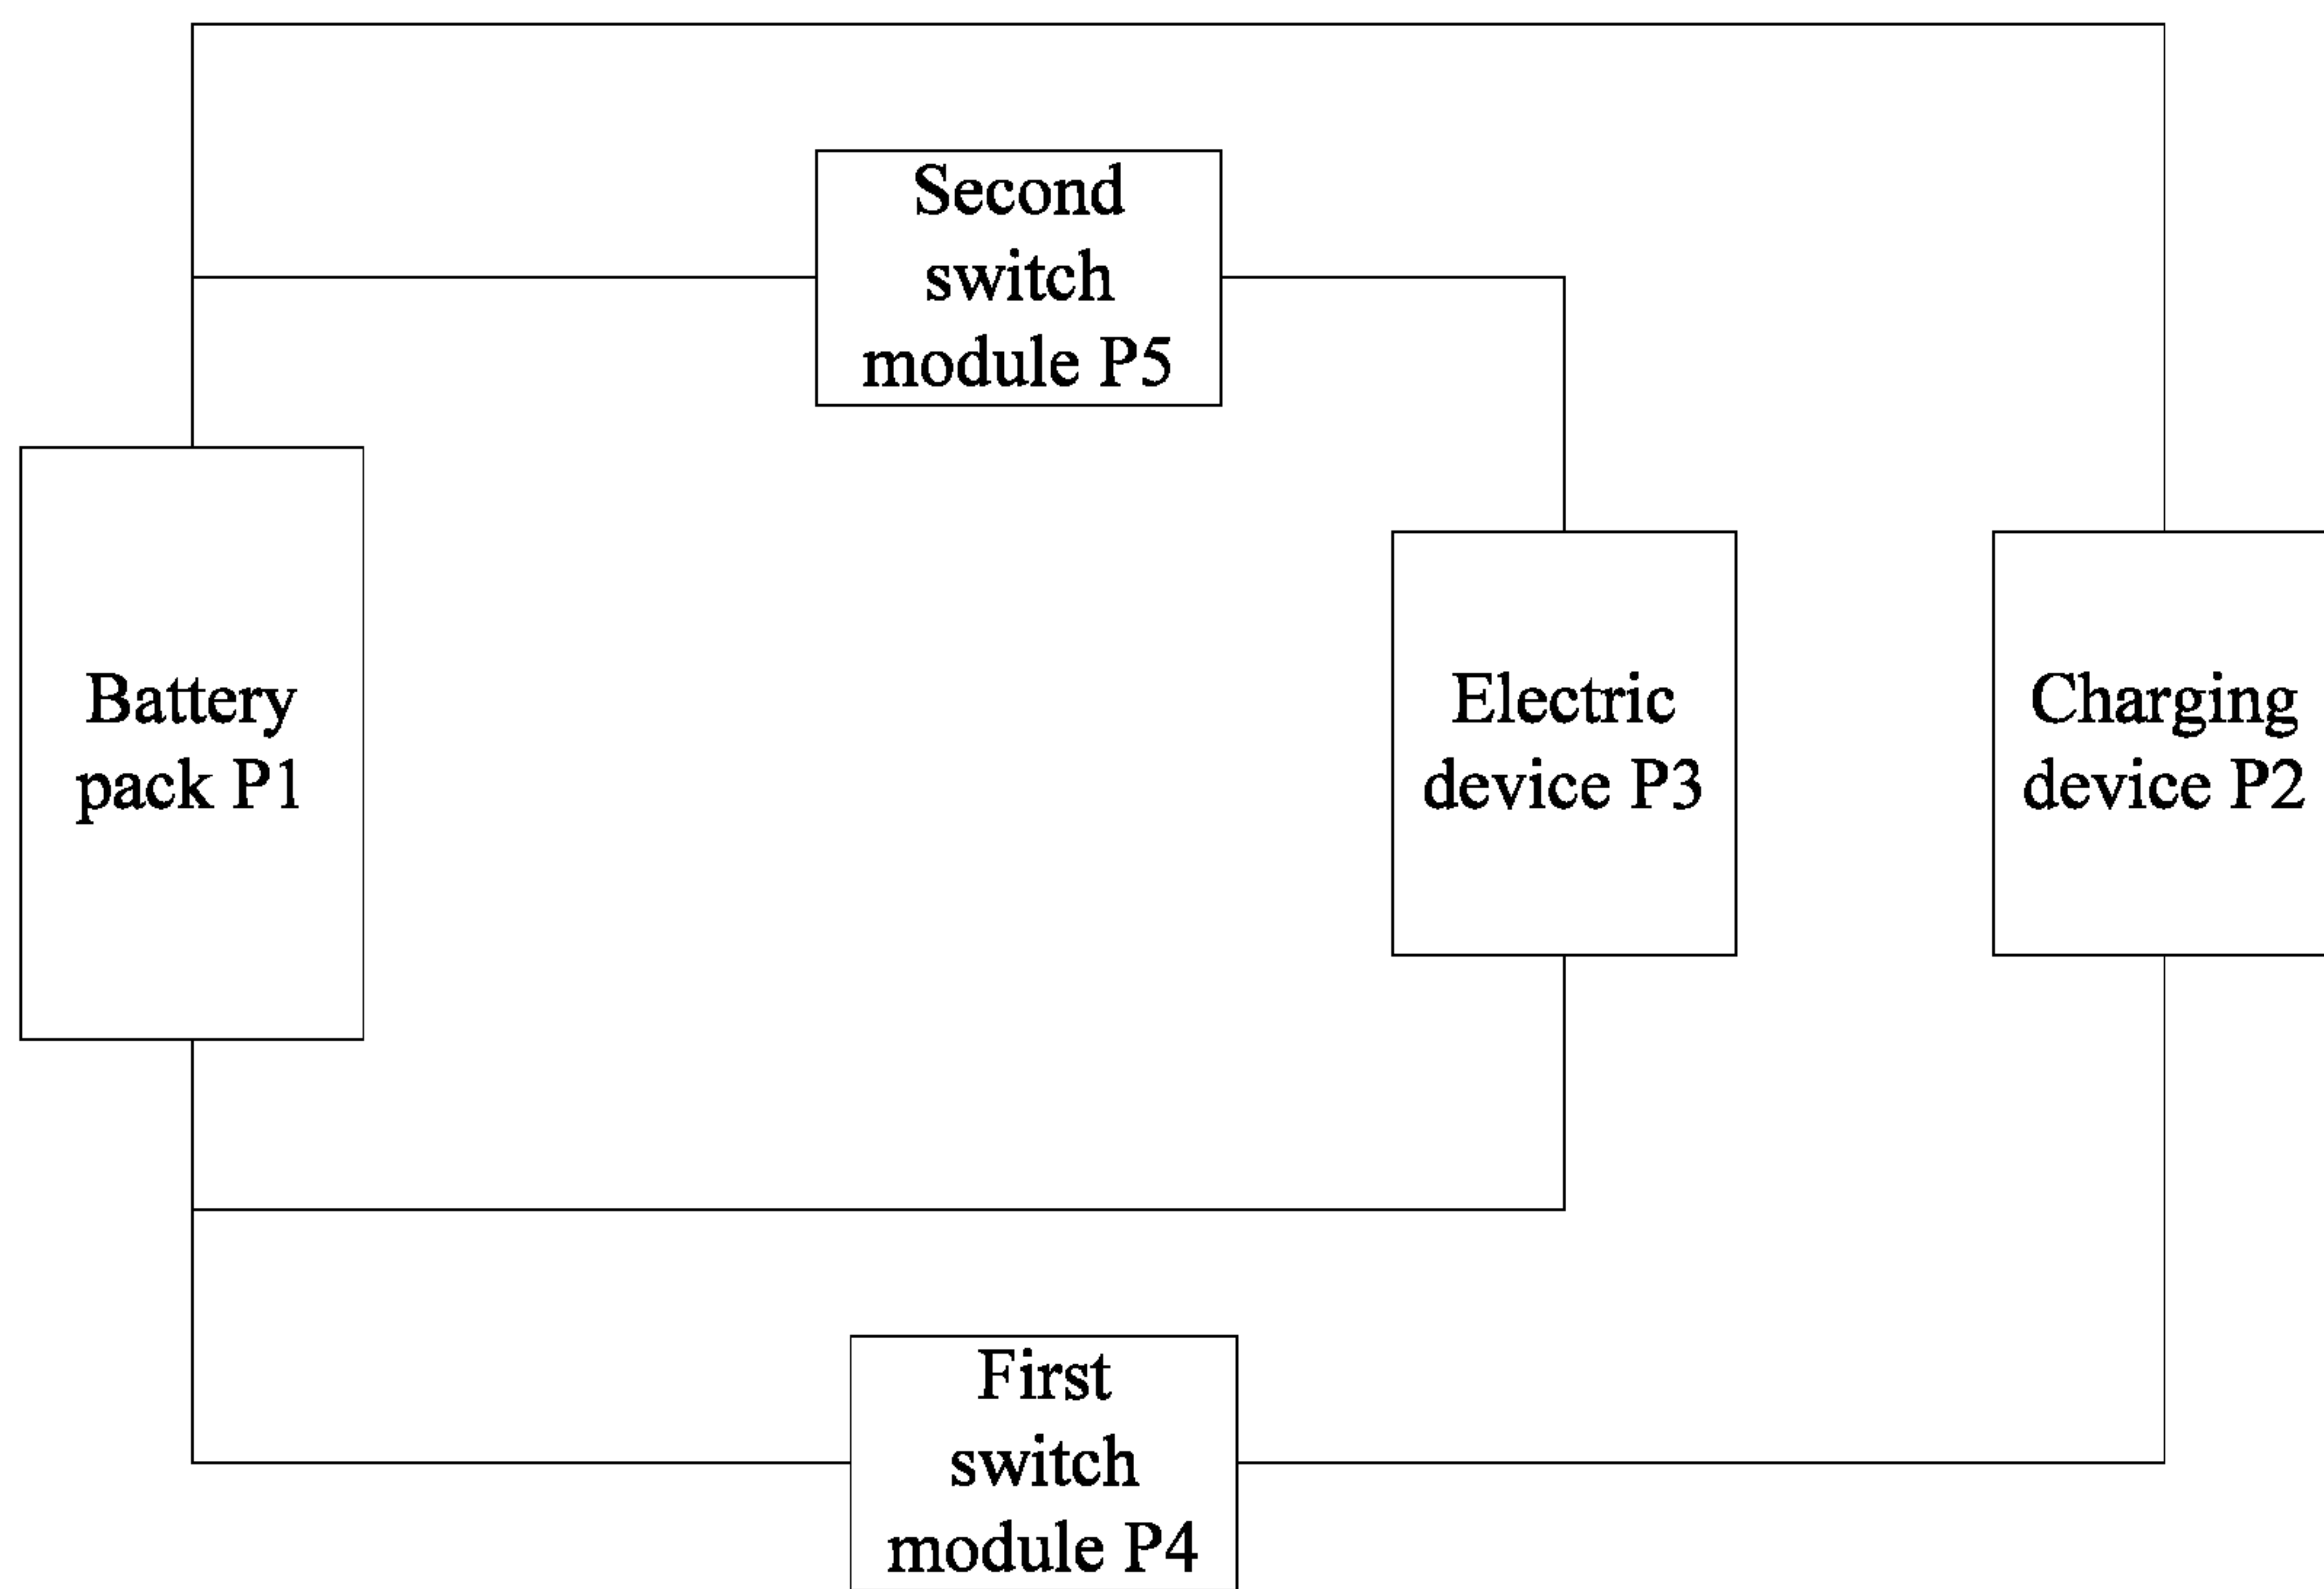 Second
switch
module P5
Battery
pack P1
Electric
device P3
Charging
device P2
First
switch
module P4